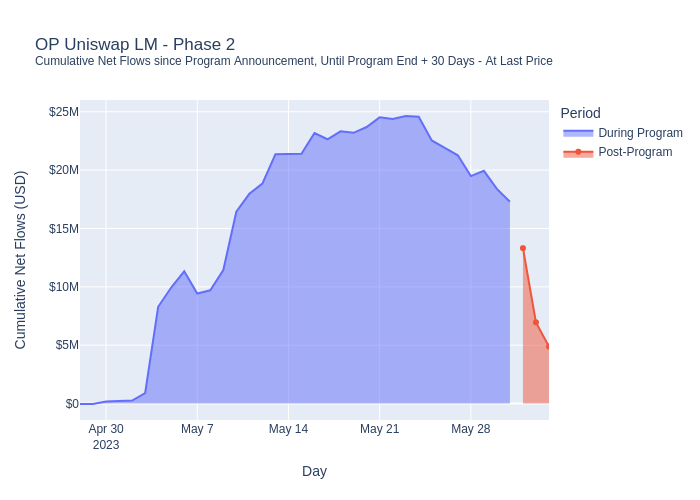 OP Uniswap LM - Phase 2
Cumulative Net Flows since Program Announcement, Until Program End + 30 Days - At Last Price
Period
During Program
Post-Program
Cumulative Net Flows (USD)
$25M
$20M
$15M
$10M
$5M
$0
Apr 30
2023
May 7
May 14
May 21
May 28
Day